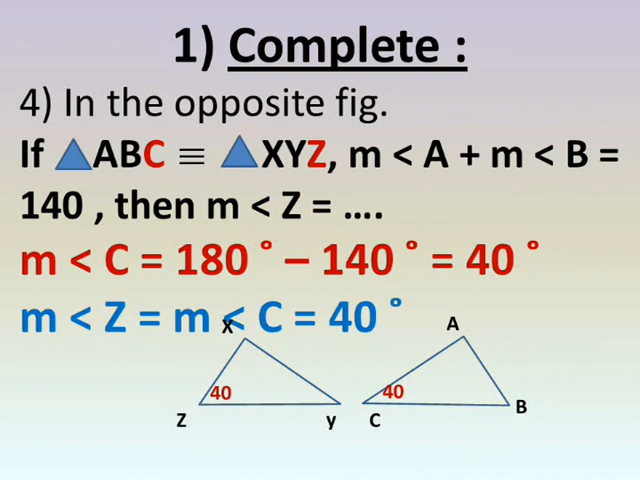 1) Complete :
4) In the opposite fig.
If ABC ≡ XYZ, m < A + m < B =
140 , then m < Z = ....
m < C = 180 ° – 140 ° = 40 °
m < Z = m < C = 40 °
X A
40 40
Z y C B